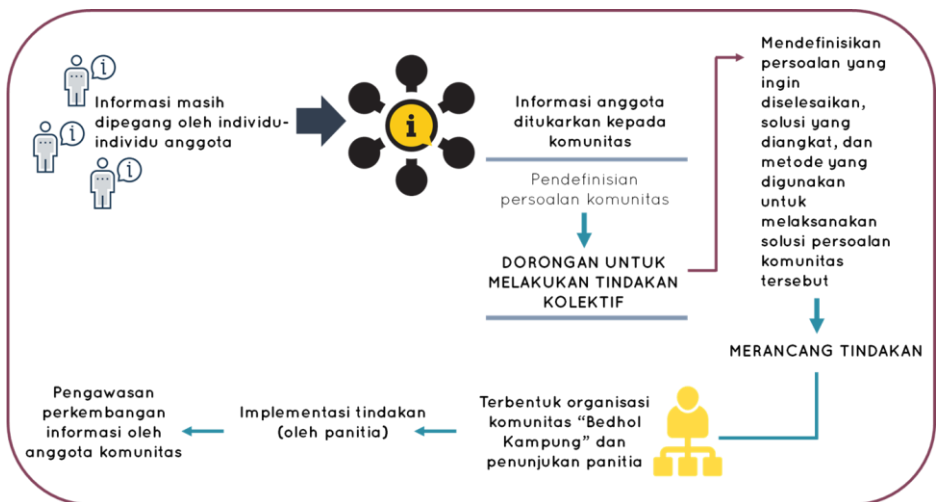 Informasi masih
dipegang oleh individu-
individu anggota
i
i
i
i
Informasi anggota
ditukarkan kepada
komunitas
Pendefinisian
persoalan komunitas
DORONGAN UNTUK
MELAKUKAN TINDAKAN
KOLEKTIF
Mendefinisikan
persoalan yang
ingin
diselesaikan,
solusi yang
diangkat, dan
metode yang
digunakan
untuk
melaksanakan
solusi persoalan
komunitas
tersebut
MERANCANG TINDAKAN
Terbentuk organisasi
komunitas “Bedhol
Kampung” dan
penunjukan panitia
Implementasi tindakan
(oleh panitia)
Pengawasan
perkembangan
informasi oleh
anggota komunitas